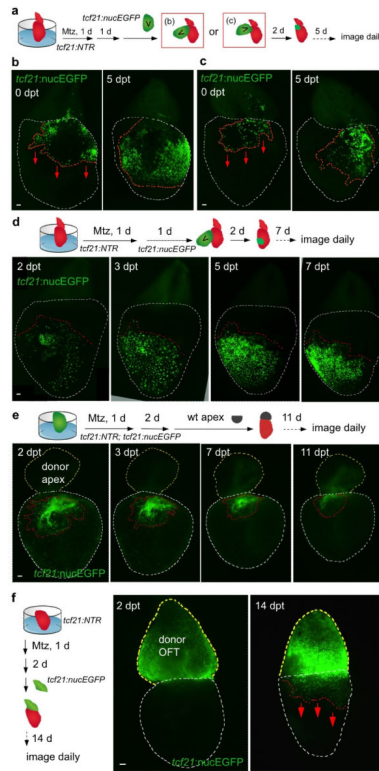 a
tcf21:nucEGFP
(b)
or
(c)
Mtz, 1 d
1 d
2 d
5 d
image daily
tcf21:NTR
b
tcf21:nucEGFP
0 dpt
5 dpt
c
tcf21:nucEGFP
0 dpt
5 dpt
d
Mtz, 1 d
1 d
2 d
7 d
image daily
tcf21:NTR
tcf21:nucEGFP
2 dpt
3 dpt
5 dpt
7 dpt
tcf21:nucEGFP
e
Mtz, 1 d
2 d
wt apex
11 d
image daily
tcf21:NTR; tcf21:nucEGFP
2 dpt
3 dpt
7 dpt
11 dpt
donor
apex
tcf21:nucEGFP
f
tcf21:NTR
Mtz, 1 d
2 d
tcf21:nucEGFP
14 d
image daily
2 dpt
14 dpt
donor
OFT
tcf21:nucEGFP